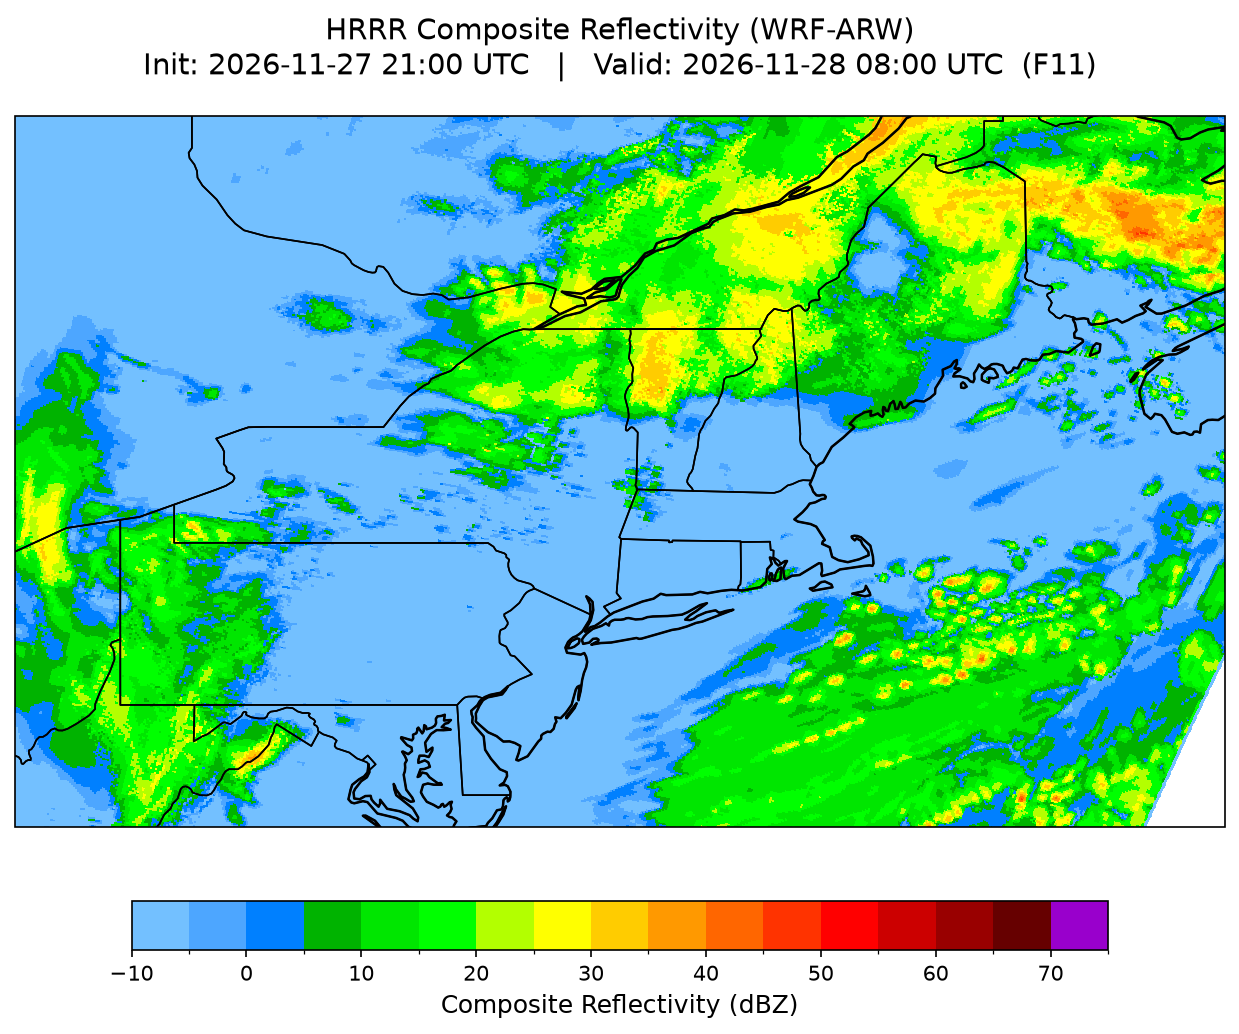 HRRR Composite Reflectivity (WRF-ARW)
Init: 2026-11-27 21:00 UTC   |   Valid: 2026-11-28 08:00 UTC  (F11)
−10 0 10 20 30 40 50 60 70
Composite Reflectivity (dBZ)